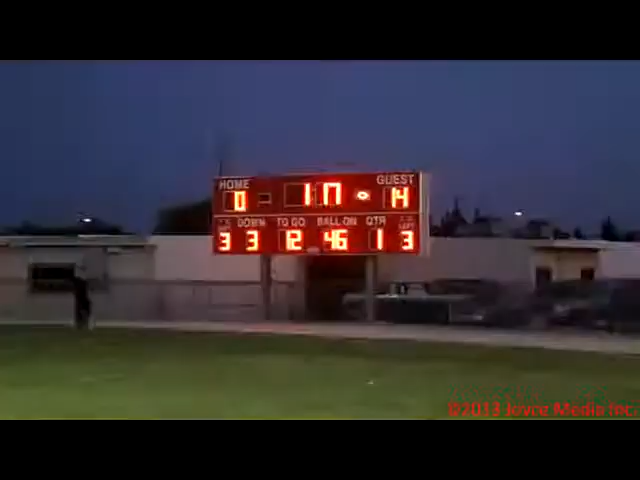 HOME GUEST
0 14
DOWN TO GO BALL ON QTR
3 3 12 46 1 3
©2013 Joyce Media Inc.